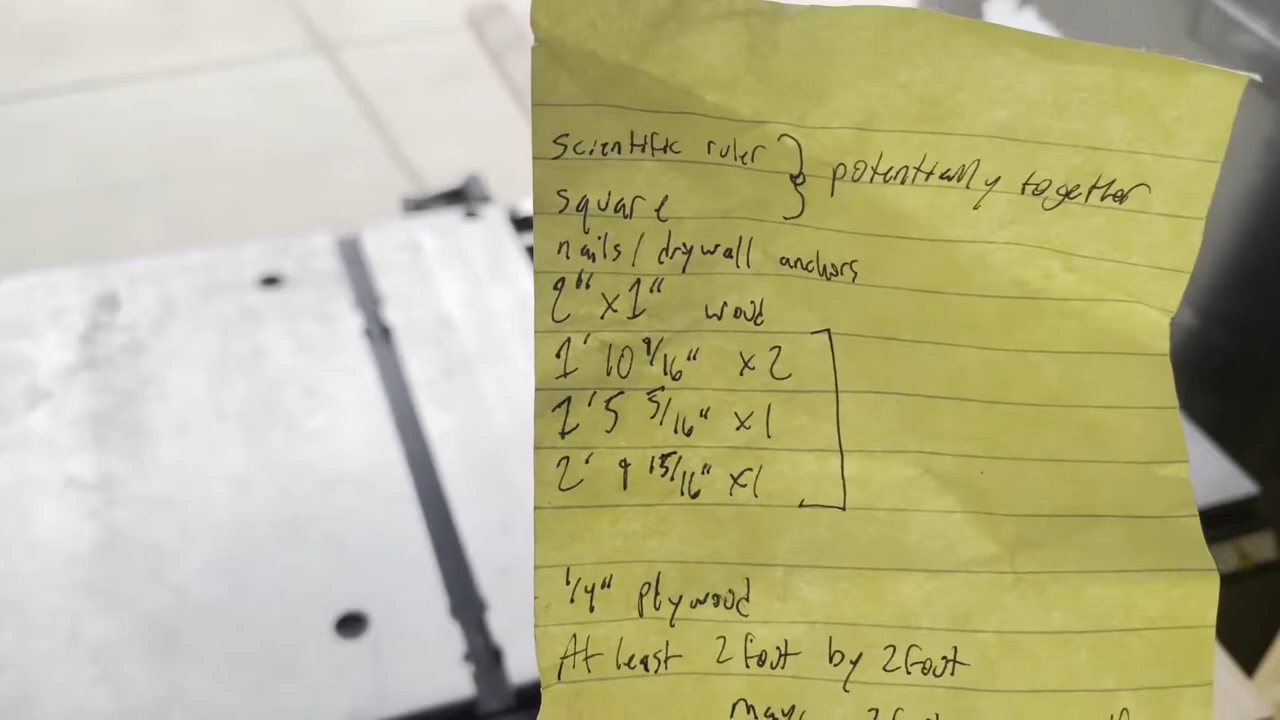 scientific ruler } potentially together
square
nails / drywall anchors
2" x 1" wood
1' 10 9/16" x 2
1' 5 5/16" x 1
2' 9 15/16" x1
1/4" plywood
At least 2 foot by 2 foot